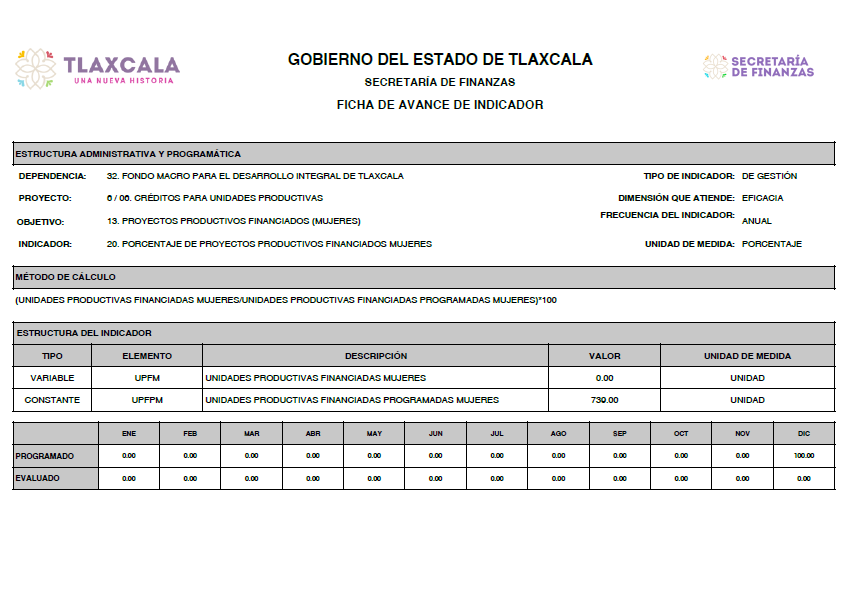 TLAXCALA
UNA NUEVA HISTORIA
GOBIERNO DEL ESTADO DE TLAXCALA
SECRETARÍA DE FINANZAS
FICHA DE AVANCE DE INDICADOR
SECRETARÍA
DE FINANZAS
ESTRUCTURA ADMINISTRATIVA Y PROGRAMÁTICA
DEPENDENCIA: 32. FONDO MACRO PARA EL DESARROLLO INTEGRAL DE TLAXCALA TIPO DE INDICADOR: DE GESTIÓN
PROYECTO: 6 / 06. CRÉDITOS PARA UNIDADES PRODUCTIVAS DIMENSIÓN QUE ATIENDE: EFICACIA
OBJETIVO: 13. PROYECTOS PRODUCTIVOS FINANCIADOS (MUJERES) FRECUENCIA DEL INDICADOR: ANUAL
INDICADOR: 20. PORCENTAJE DE PROYECTOS PRODUCTIVOS FINANCIADOS MUJERES UNIDAD DE MEDIDA: PORCENTAJE
MÉTODO DE CÁLCULO
(UNIDADES PRODUCTIVAS FINANCIADAS MUJERES/UNIDADES PRODUCTIVAS FINANCIADAS PROGRAMADAS MUJERES)*100
ESTRUCTURA DEL INDICADOR
TIPO ELEMENTO DESCRIPCIÓN VALOR UNIDAD DE MEDIDA
VARIABLE UPFM UNIDADES PRODUCTIVAS FINANCIADAS MUJERES 0.00 UNIDAD
CONSTANTE UPFPM UNIDADES PRODUCTIVAS FINANCIADAS PROGRAMADAS MUJERES 739.00 UNIDAD
ENE FEB MAR ABR MAY JUN JUL AGO SEP OCT NOV DIC
PROGRAMADO 0.00 0.00 0.00 0.00 0.00 0.00 0.00 0.00 0.00 0.00 0.00 100.00
EVALUADO 0.00 0.00 0.00 0.00 0.00 0.00 0.00 0.00 0.00 0.00 0.00 0.00